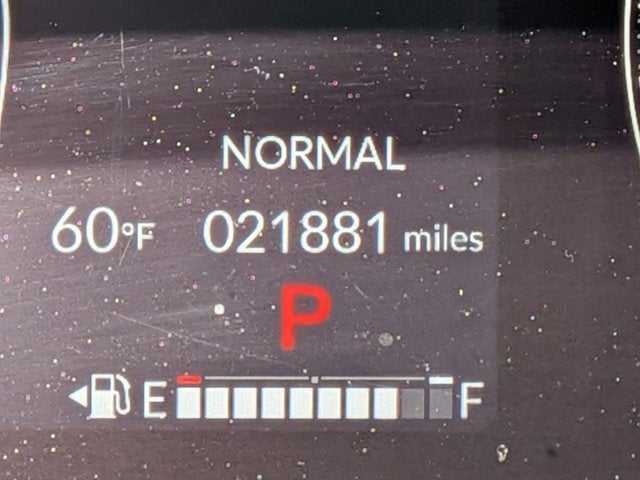 NORMAL
60°F 021881 miles
P
E F